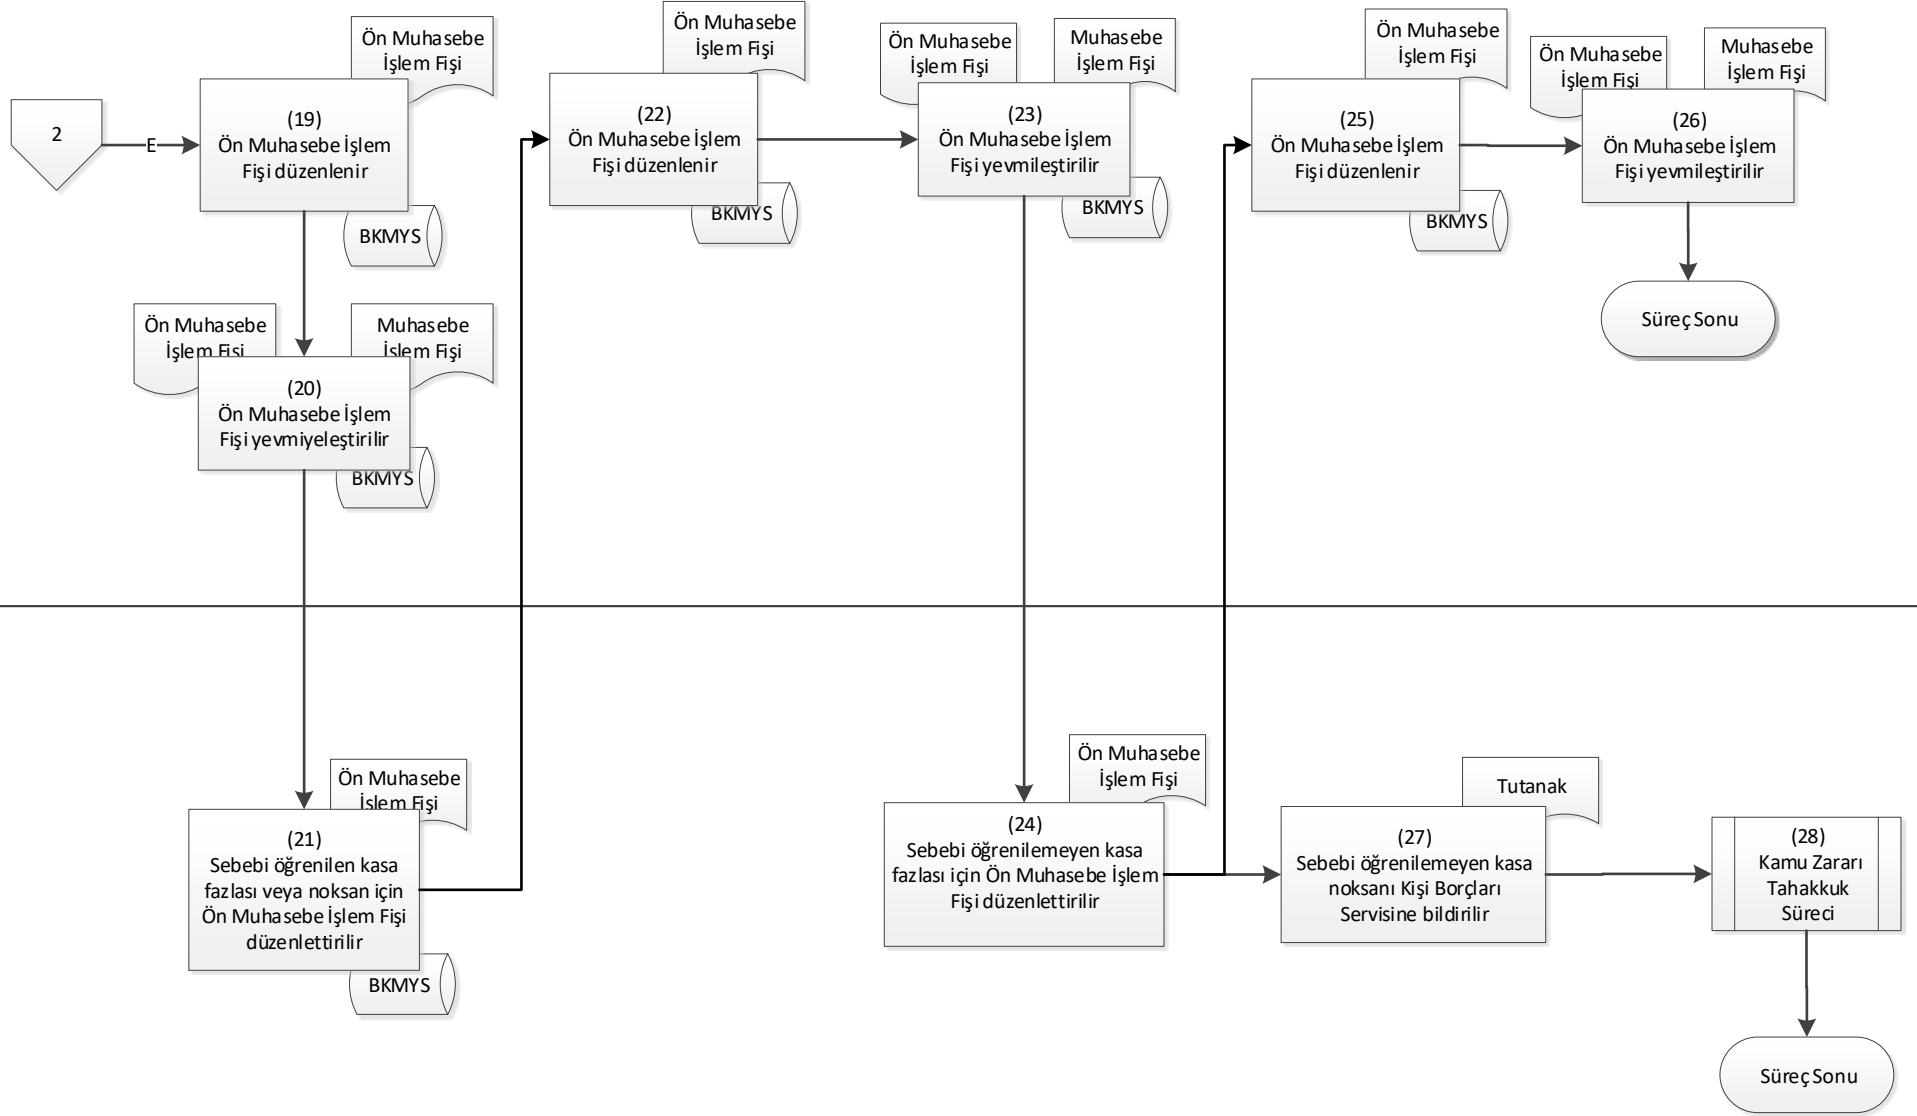 2
E
Ön Muhasebe
İşlem Fişi
(19)
Ön Muhasebe İşlem
Fişi düzenlenir
BKMYS
Ön Muhasebe
İşlem Fişi
Muhasebe
İşlem Fişi
(20)
Ön Muhasebe İşlem
Fişi yevmiyeleştirilir
BKMYS
Ön Muhasebe
İşlem Fişi
(21)
Sebebi öğrenilen kasa
fazlası veya noksan için
Ön Muhasebe İşlem Fişi
düzenlettirilir
BKMYS
Ön Muhasebe
İşlem Fişi
(22)
Ön Muhasebe İşlem
Fişi düzenlenir
BKMYS
Ön Muhasebe
İşlem Fişi
Muhasebe
İşlem Fişi
(23)
Ön Muhasebe İşlem
Fişi yevmileştirilir
BKMYS
Ön Muhasebe
İşlem Fişi
(24)
Sebebi öğrenilemeyen kasa
fazlası için Ön Muhasebe İşlem
Fişi düzenlettirilir
Ön Muhasebe
İşlem Fişi
(25)
Ön Muhasebe İşlem
Fişi düzenlenir
BKMYS
Ön Muhasebe
İşlem Fişi
Muhasebe
İşlem Fişi
(26)
Ön Muhasebe İşlem
Fişi yevmileştirilir
Süreç Sonu
Tutanak
(27)
Sebebi öğrenilemeyen kasa
noksanı Kişi Borçları
Servisine bildirilir
(28)
Kamu Zararı
Tahakkuk
Süreci
Süreç Sonu